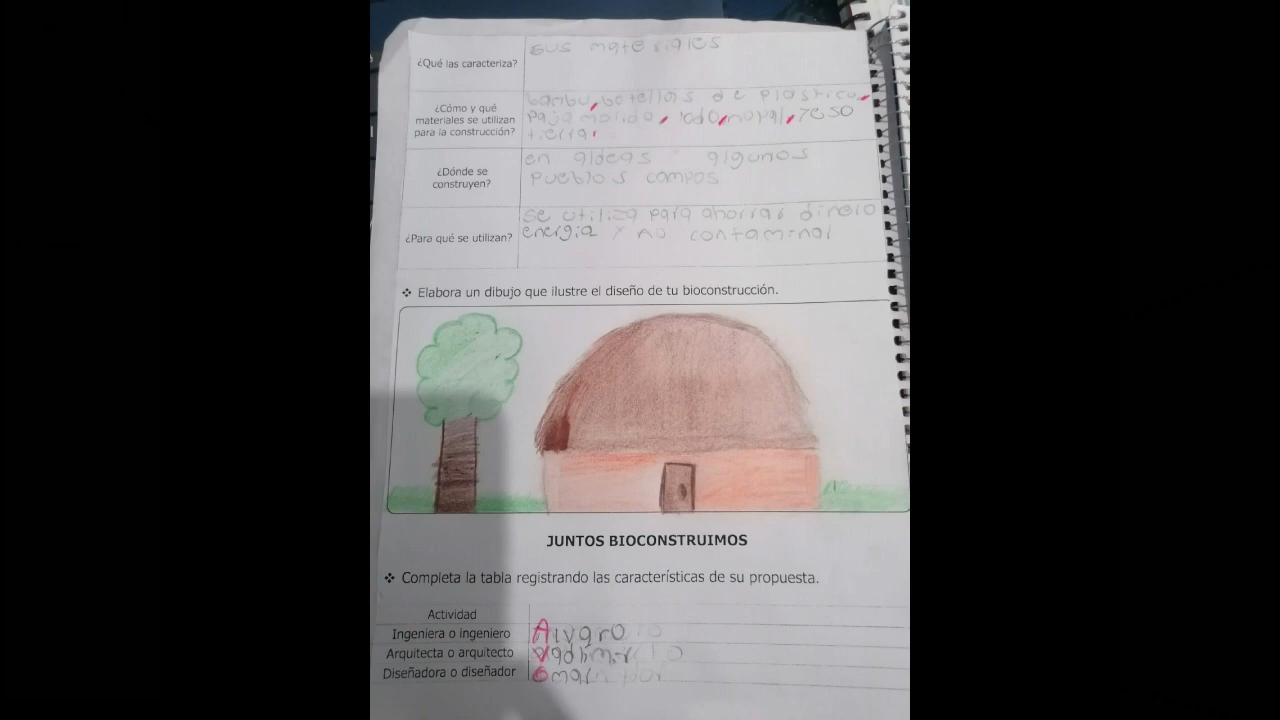 ¿Qué las caracteriza?
sus materiales
¿Cómo y qué
materiales se utilizan
para la construcción?
bambu, botellas de plastico,
paja molida, lodo, nopal, yeso
tierra.
¿Dónde se
construyen?
en aldeas algunos
pueblos campos
¿Para qué se utilizan?
se utiliza para ahorrar dinero
energia y no contaminar
❖ Elabora un dibujo que ilustre el diseño de tu bioconstrucción.
JUNTOS BIOCONSTRUIMOS
❖ Completa la tabla registrando las características de su propuesta.
Actividad
Ingeniera o ingeniero Alvaro
Arquitecta o arquitecto Vladimir
Diseñadora o diseñador Omar